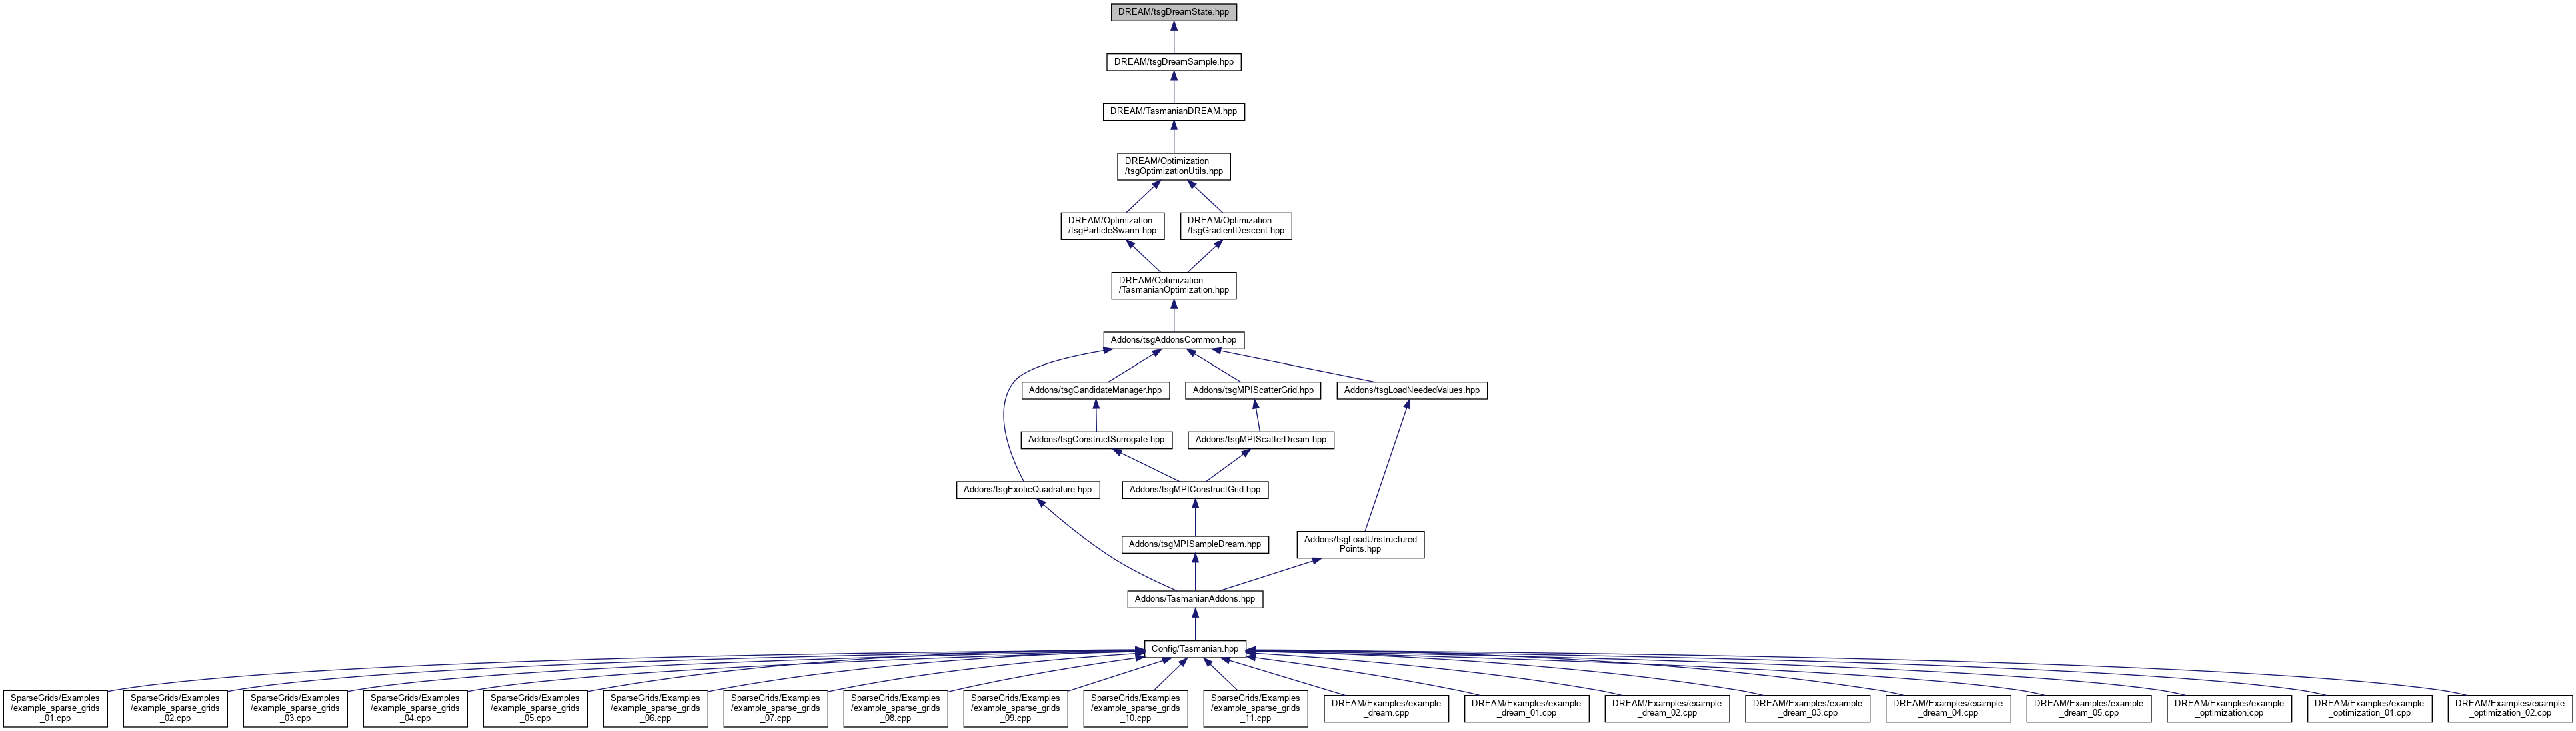 DREAM/tsgDreamState.hpp
DREAM/tsgDreamSample.hpp
DREAM/TasmanianDREAM.hpp
DREAM/Optimization
/tsgOptimizationUtils.hpp
DREAM/Optimization
/tsgParticleSwarm.hpp
DREAM/Optimization
/tsgGradientDescent.hpp
DREAM/Optimization
/TasmanianOptimization.hpp
Addons/tsgAddonsCommon.hpp
Addons/tsgCandidateManager.hpp
Addons/tsgMPIScatterGrid.hpp
Addons/tsgLoadNeededValues.hpp
Addons/tsgConstructSurrogate.hpp
Addons/tsgMPIScatterDream.hpp
Addons/tsgExoticQuadrature.hpp
Addons/tsgMPIConstructGrid.hpp
Addons/tsgMPISampleDream.hpp
Addons/tsgLoadUnstructured
Points.hpp
Addons/TasmanianAddons.hpp
Config/Tasmanian.hpp
SparseGrids/Examples
/example_sparse_grids
_01.cpp
SparseGrids/Examples
/example_sparse_grids
_02.cpp
SparseGrids/Examples
/example_sparse_grids
_03.cpp
SparseGrids/Examples
/example_sparse_grids
_04.cpp
SparseGrids/Examples
/example_sparse_grids
_05.cpp
SparseGrids/Examples
/example_sparse_grids
_06.cpp
SparseGrids/Examples
/example_sparse_grids
_07.cpp
SparseGrids/Examples
/example_sparse_grids
_08.cpp
SparseGrids/Examples
/example_sparse_grids
_09.cpp
SparseGrids/Examples
/example_sparse_grids
_10.cpp
SparseGrids/Examples
/example_sparse_grids
_11.cpp
DREAM/Examples/example
_dream.cpp
DREAM/Examples/example
_dream_01.cpp
DREAM/Examples/example
_dream_02.cpp
DREAM/Examples/example
_dream_03.cpp
DREAM/Examples/example
_dream_04.cpp
DREAM/Examples/example
_dream_05.cpp
DREAM/Examples/example
_optimization.cpp
DREAM/Examples/example
_optimization_01.cpp
DREAM/Examples/example
_optimization_02.cpp